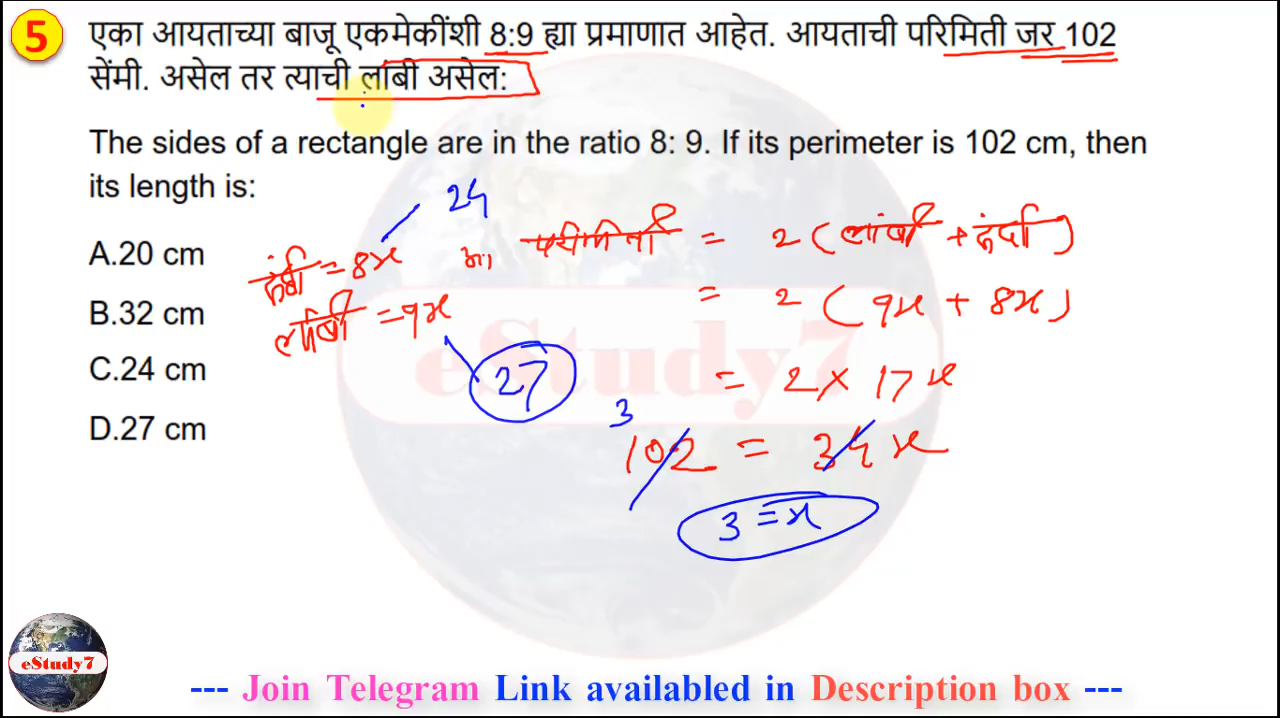 5
एका आयताच्या बाजू एकमेकींशी 8:9 ह्या प्रमाणात आहेत. आयताची परिमिती जर 102
सेंमी. असेल तर त्याची लांबी असेल:
The sides of a rectangle are in the ratio 8: 9. If its perimeter is 102 cm, then
its length is:
24
A.20 cm
= 8x
= 2 (लांबी + रुंदी)
B.32 cm
लांबी = 9x
= 2 (9x + 8x)
C.24 cm
27
= 2 × 17x
D.27 cm
3
102 = 34x
3 = x
eStudy7
eStudy7
--- Join Telegram Link availabled in Description box ---